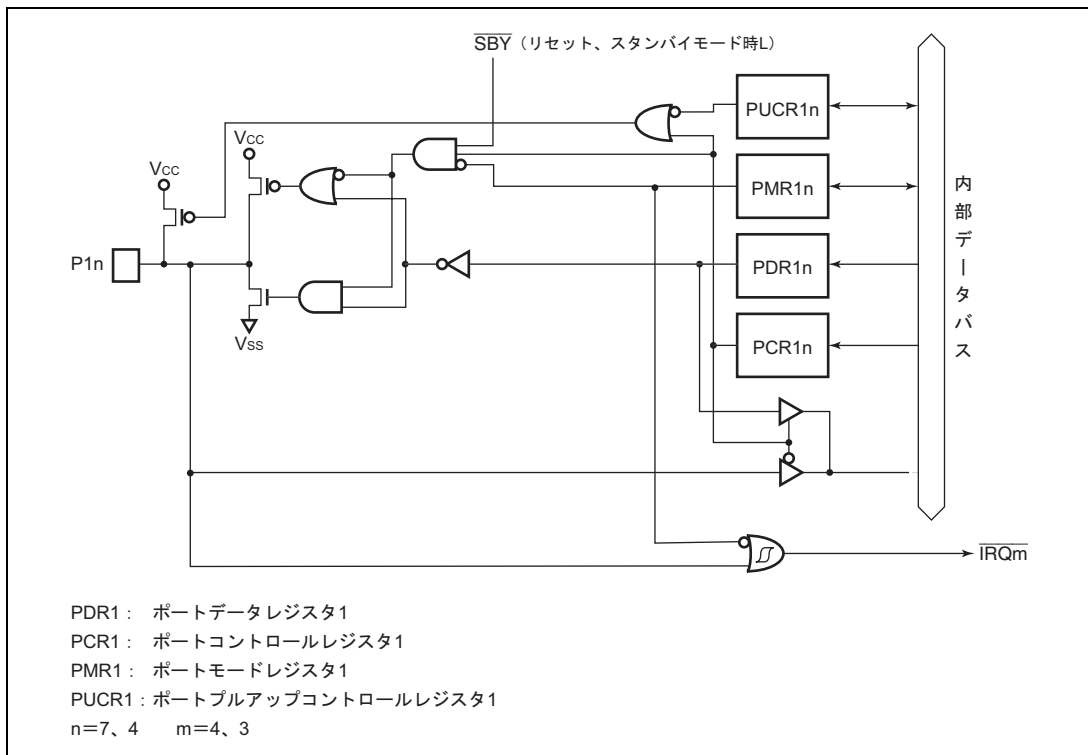 SBY（リセット、スタンバイモード時L）
PUCR1n
VCC
PMR1n
VCC
内部データバス
P1n
PDR1n
VSS
PCR1n
IRQm
PDR1： ポートデータレジスタ1
PCR1： ポートコントロールレジスタ1
PMR1： ポートモードレジスタ1
PUCR1：ポートプルアップコントロールレジスタ1
n＝7、4　m＝4、3